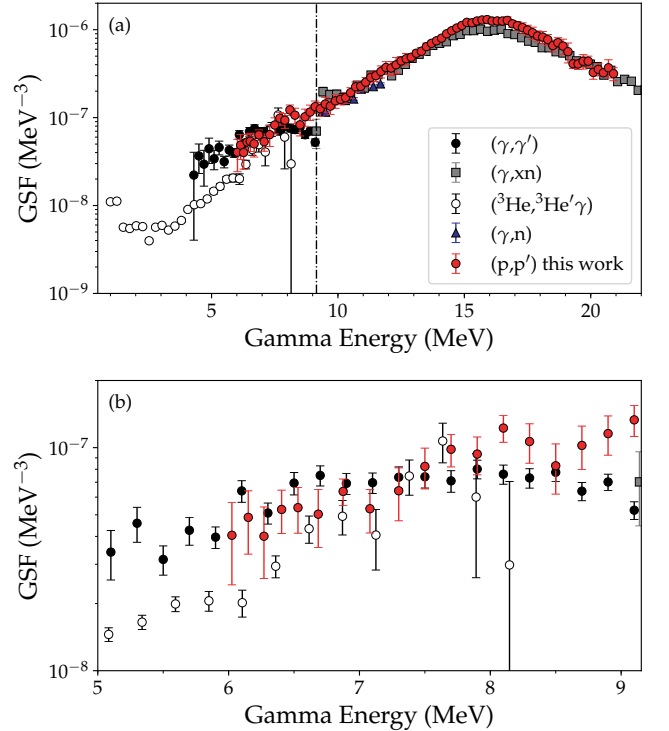 (a)
10⁻⁶
10⁻⁷
10⁻⁸
10⁻⁹
GSF (MeV⁻³)
(γ,γ′)
(γ,xn)
(³He,³He′γ)
(γ,n)
(p,p′) this work
5 10 15 20
Gamma Energy (MeV)
(b)
10⁻⁷
10⁻⁸
GSF (MeV⁻³)
5 6 7 8 9
Gamma Energy (MeV)